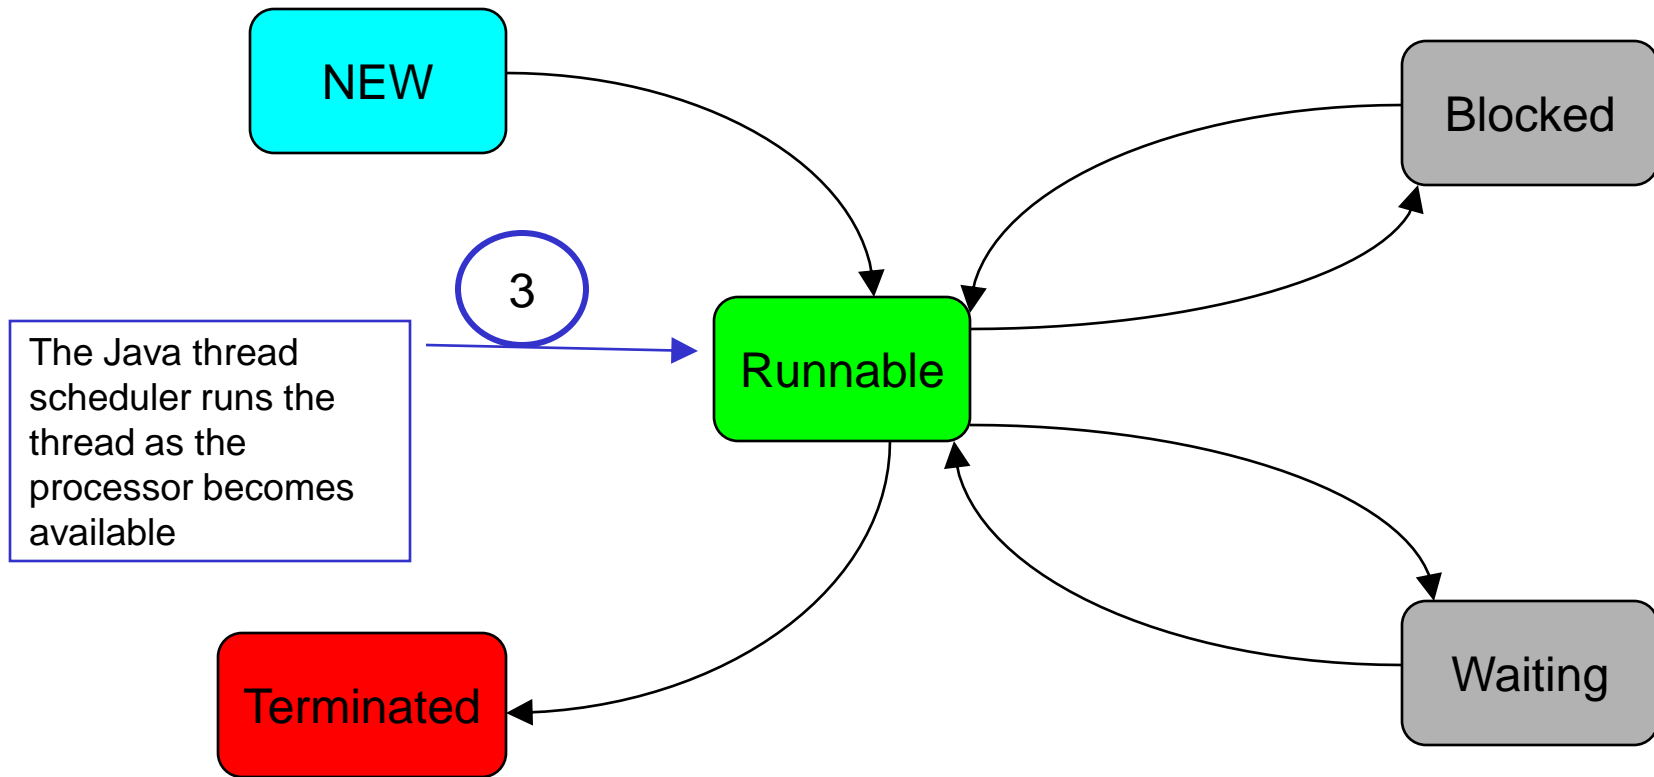 NEW
Blocked
3
The Java thread
scheduler runs the
thread as the
processor becomes
available
Runnable
Terminated
Waiting